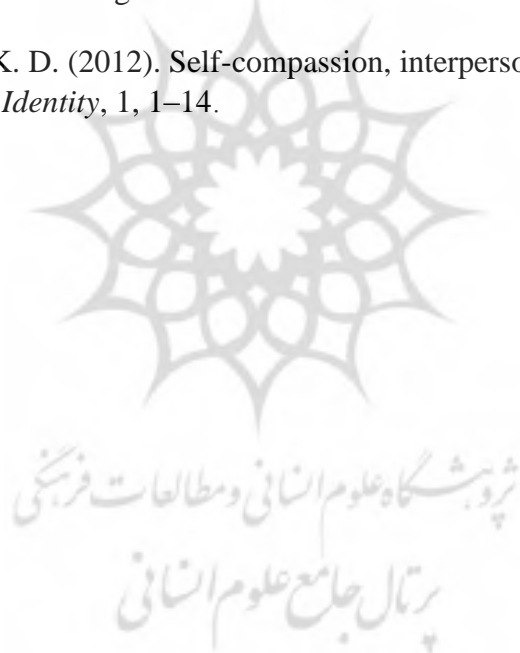 K. D. (2012). Self-compassion, interperso
Identity, 1, 1–14.
پژوهشگاه علوم انسانی و مطالعات فرهنگی
پرتال جامع علوم انسانی